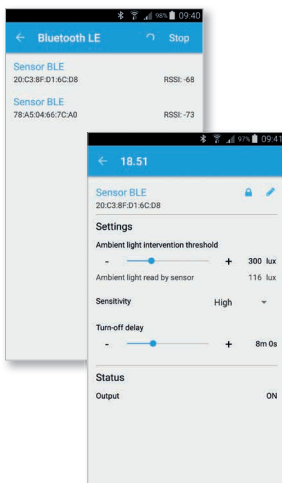 98% 09:40
← Bluetooth LE Stop
Sensor BLE
20:C3:8F:D1:6C:D8 RSSI: -68
Sensor BLE
78:A5:04:66:7C:A0 RSSI: -73
97% 09:41
← 18.51
Sensor BLE
20:C3:8F:D1:6C:D8
Settings
Ambient light intervention threshold
- + 300 lux
Ambient light read by sensor 116 lux
Sensitivity High
Turn-off delay
- + 8m 0s
Status
Output ON